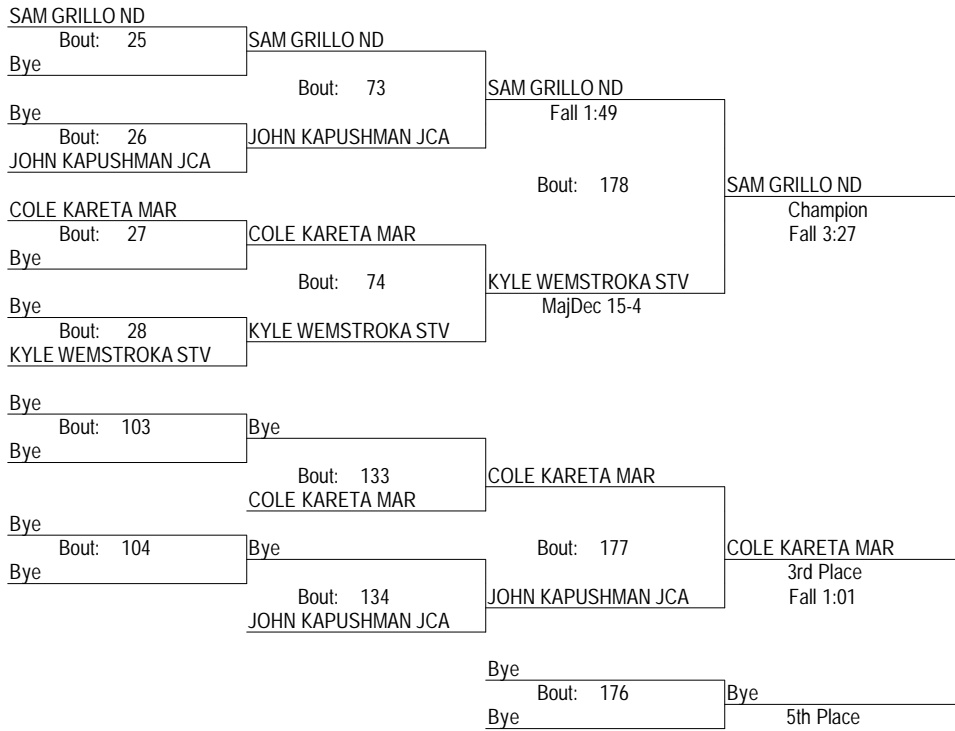 SAM GRILLO ND
Bout: 25
Bye
SAM GRILLO ND
Bout: 73
Bye
Bout: 26
JOHN KAPUSHMAN JCA
JOHN KAPUSHMAN JCA
SAM GRILLO ND
Fall 1:49
Bout: 178
SAM GRILLO ND
Champion
Fall 3:27
COLE KARETA MAR
Bout: 27
Bye
COLE KARETA MAR
Bout: 74
Bye
Bout: 28
KYLE WEMSTROKA STV
KYLE WEMSTROKA STV
KYLE WEMSTROKA STV
MajDec 15-4
Bye
Bout: 103
Bye
Bye
Bout: 133
COLE KARETA MAR
COLE KARETA MAR
Bye
Bout: 104
Bye
Bye
Bout: 134
JOHN KAPUSHMAN JCA
JOHN KAPUSHMAN JCA
Bout: 177
COLE KARETA MAR
3rd Place
Fall 1:01
Bye
Bout: 176
Bye
Bye
5th Place